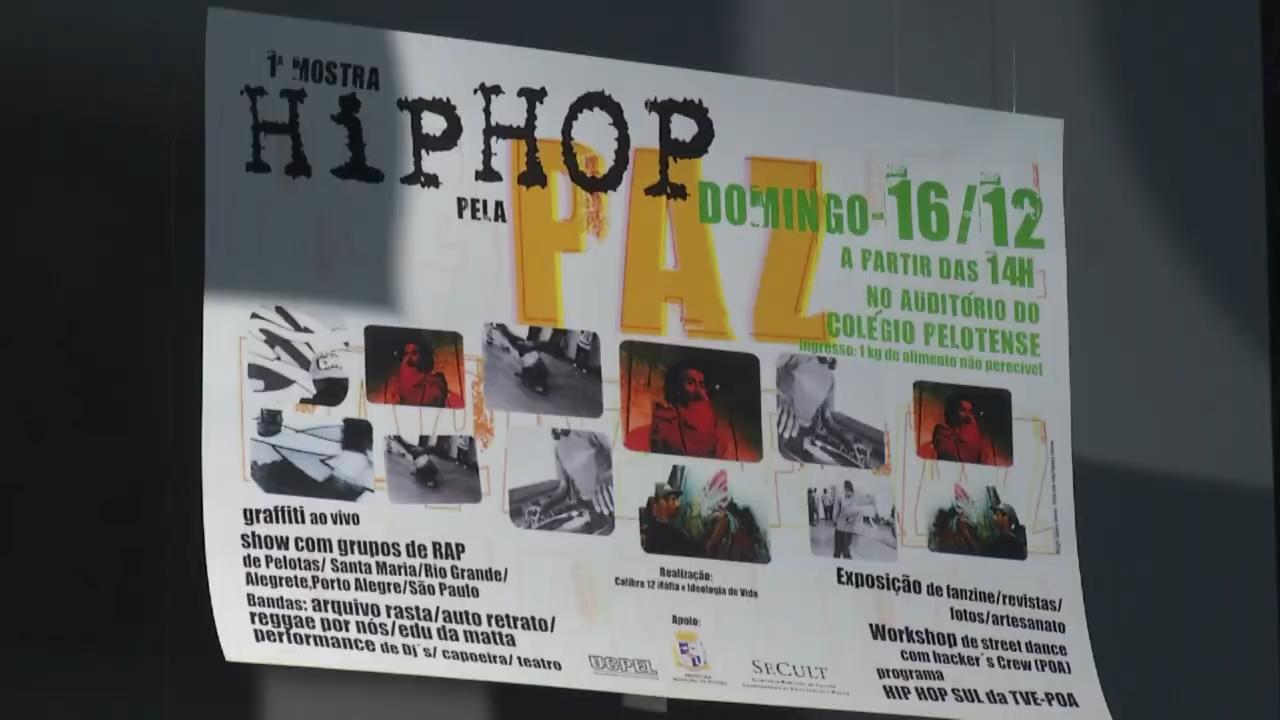 1ª MOSTRA
HiPHOP
PELA
PAZ
DOMINGO-16/12
A PARTIR DAS 14H
NO AUDITÓRIO DO
COLÉGIO PELOTENSE
Ingresso: 1 kg de alimento não perecível
graffiti ao vivo
show com grupos de RAP
de Pelotas/ Santa Maria/Rio Grande/
Alegrete,Porto Alegre/São Paulo
Bandas: arquivo rasta/auto retrato/
reggae por nós/edu da matta
performance de Dj´s/ capoeira/ teatro
Realização:
Calibre 12 Máfia e Ideologia de Vida
Apoio:
UCPEL
PREFEITURA
SECULT
Exposição de fanzine/revistas/
fotos/artesanato
Workshop de street dance
com hacker´s Crew (POA)
programa
HIP HOP SUL da TVE-POA